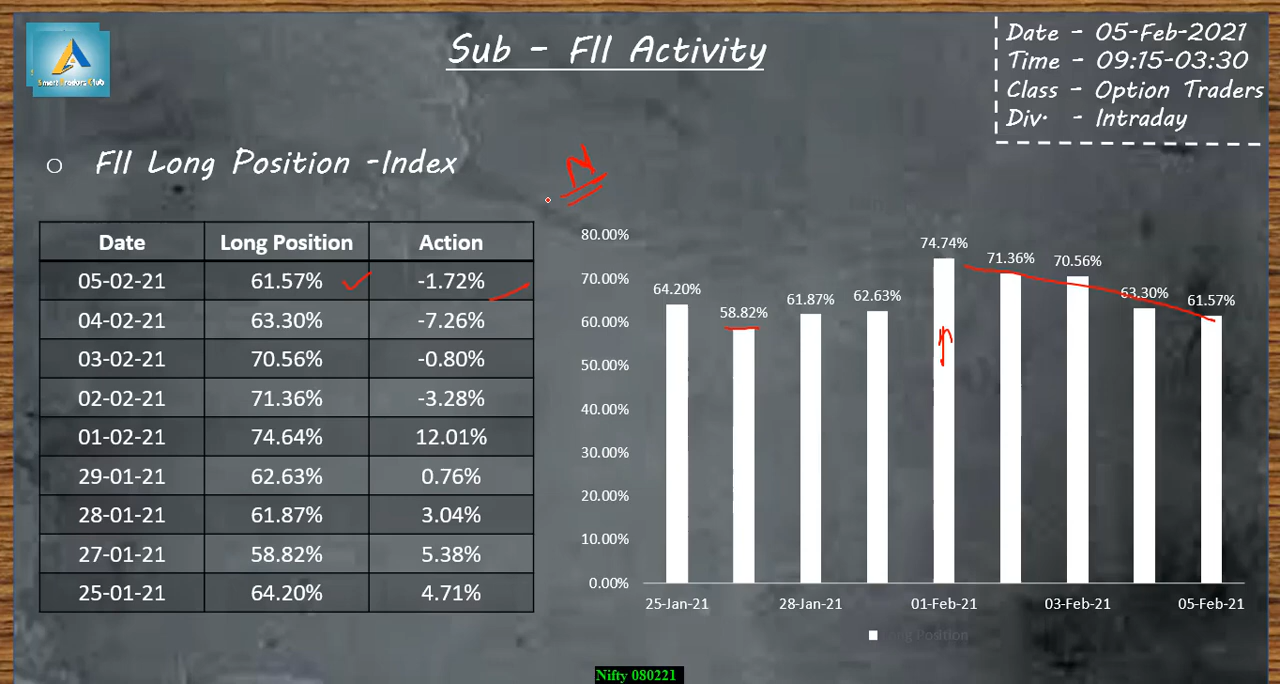 Smart Traders Club
Sub - FII Activity
Date - 05-Feb-2021
Time - 09:15-03:30
Class - Option Traders
Div. - Intraday
FII Long Position -Index
N
Date Long Position Action
05-02-21 61.57% -1.72%
04-02-21 63.30% -7.26%
03-02-21 70.56% -0.80%
02-02-21 71.36% -3.28%
01-02-21 74.64% 12.01%
29-01-21 62.63% 0.76%
28-01-21 61.87% 3.04%
27-01-21 58.82% 5.38%
25-01-21 64.20% 4.71%
80.00%
70.00%
60.00%
50.00%
40.00%
30.00%
20.00%
10.00%
0.00%
64.20% 58.82% 61.87% 62.63% 74.74% 71.36% 70.56% 63.30% 61.57%
25-Jan-21 28-Jan-21 01-Feb-21 03-Feb-21 05-Feb-21
Long Position
Nifty 080221